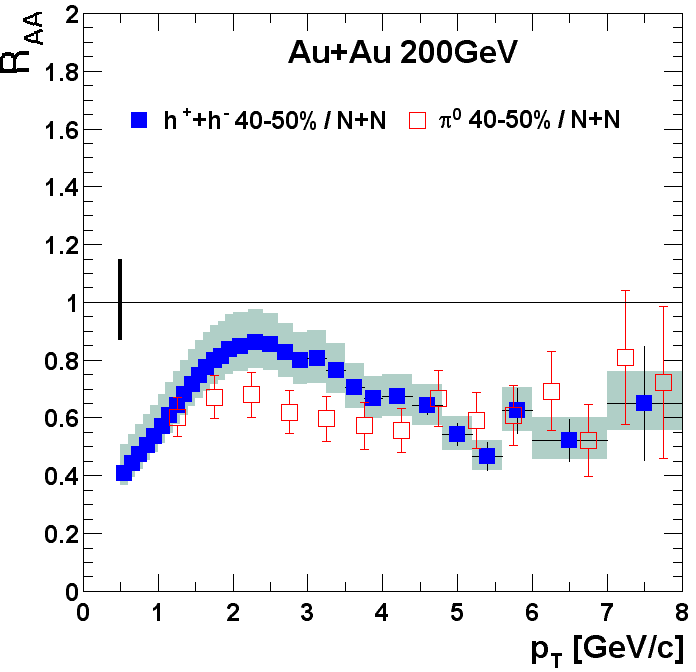 R_AA
Au+Au 200GeV
h⁺+h⁻ 40-50% / N+N
π⁰ 40-50% / N+N
2
1.8
1.6
1.4
1.2
1
0.8
0.6
0.4
0.2
0
0 1 2 3 4 5 6 7 8
p_T [GeV/c]